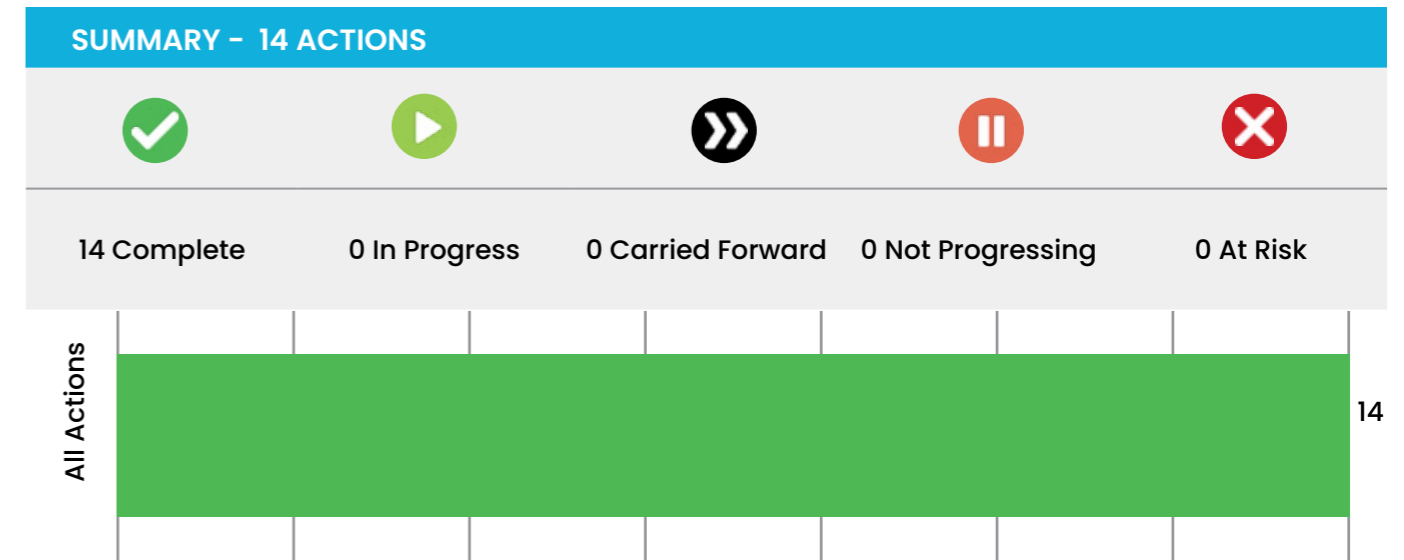 SUMMARY - 14 ACTIONS
14 Complete 0 In Progress 0 Carried Forward 0 Not Progressing 0 At Risk
All Actions
14